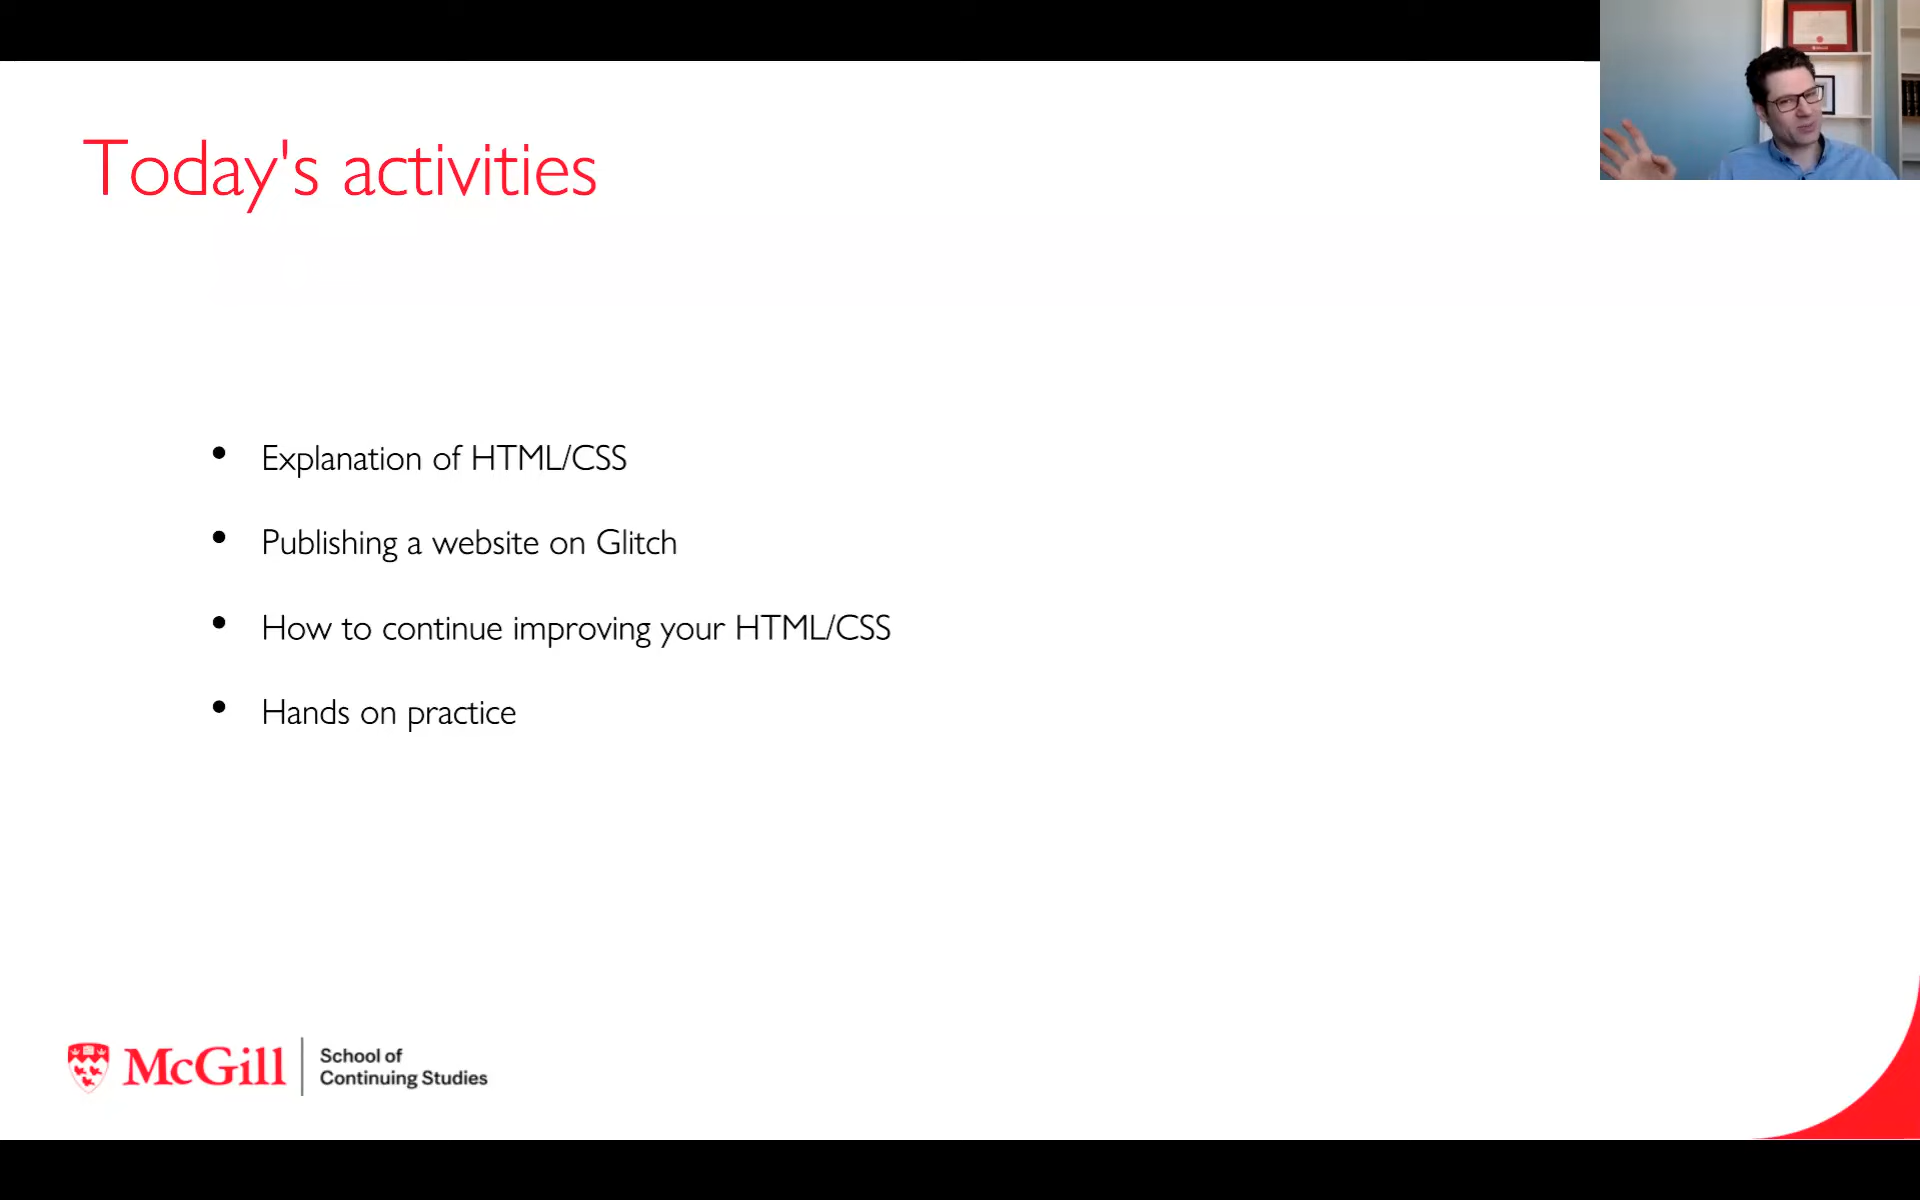 Today's activities
• Explanation of HTML/CSS
• Publishing a website on Glitch
• How to continue improving your HTML/CSS
• Hands on practice
McGill
School of
Continuing Studies